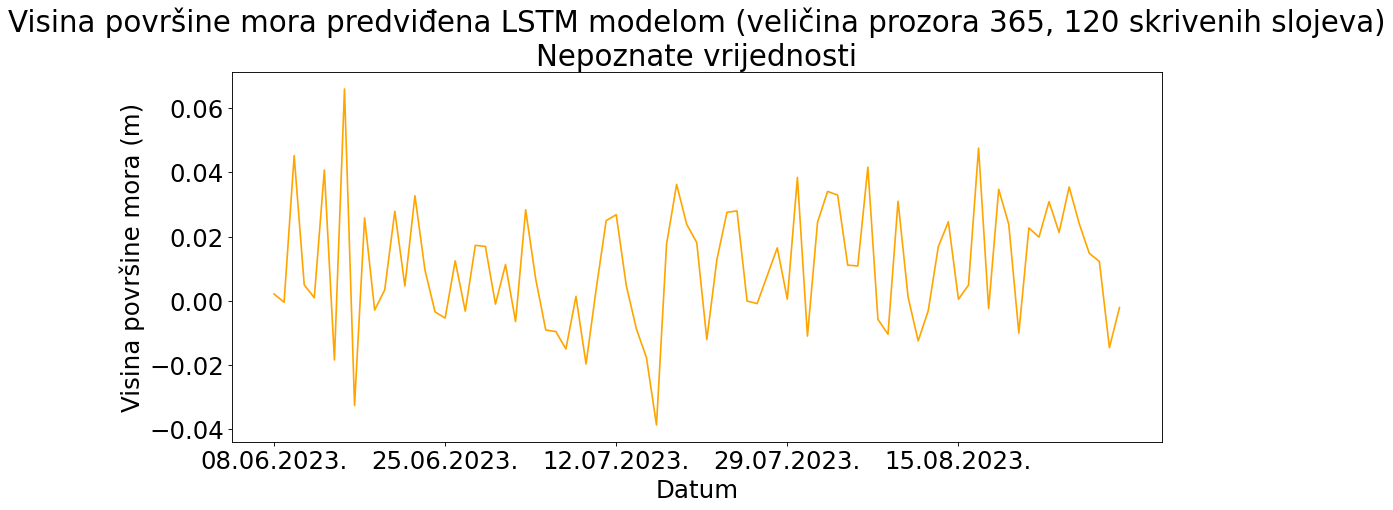 Visina površine mora predviđena LSTM modelom (veličina prozora 365, 120 skrivenih slojeva)
Nepoznate vrijednosti
Visina površine mora (m)
0.06
0.04
0.02
0.00
−0.02
−0.04
08.06.2023. 25.06.2023. 12.07.2023. 29.07.2023. 15.08.2023.
Datum